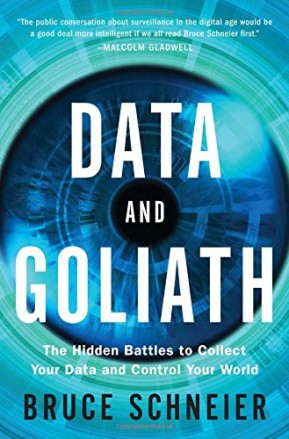 "The public conversation about surveillance in the digital age would be
a good deal more intelligent if we all read Bruce Schneier first."
—MALCOLM GLADWELL
DATA
AND
GOLIATH
The Hidden Battles to Collect
Your Data and Control Your World
BRUCE SCHNEIER